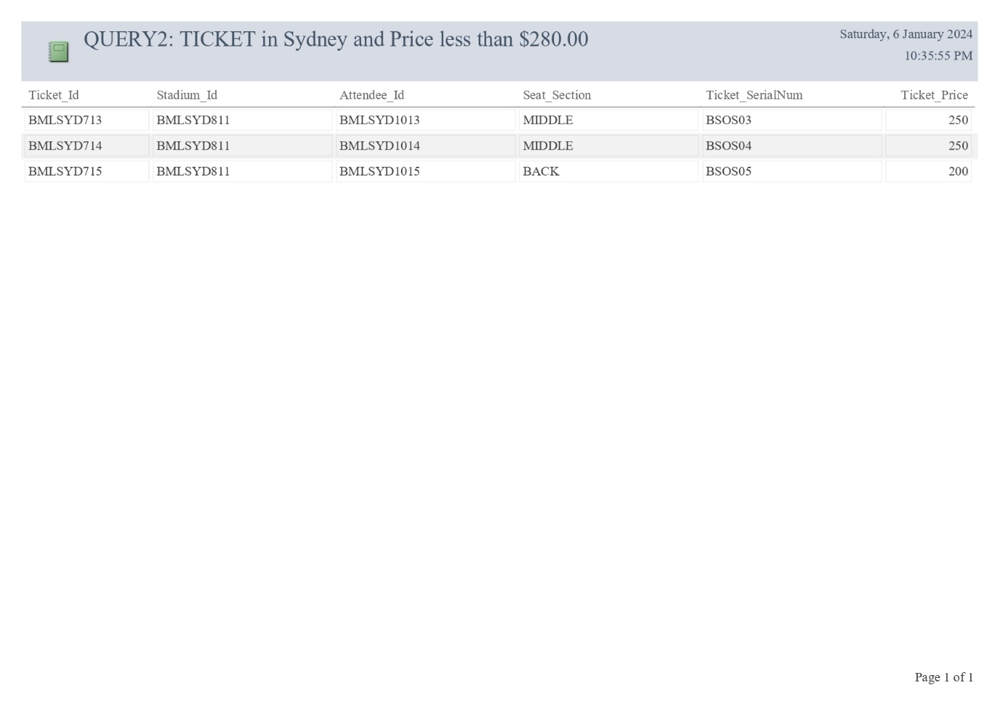 QUERY2: TICKET in Sydney and Price less than $280.00
Saturday, 6 January 2024
10:35:55 PM
Ticket_Id Stadium_Id Attendee_Id Seat_Section Ticket_SerialNum Ticket_Price
BMLSYD713 BMLSYD811 BMLSYD1013 MIDDLE BSOS03 250
BMLSYD714 BMLSYD811 BMLSYD1014 MIDDLE BSOS04 250
BMLSYD715 BMLSYD811 BMLSYD1015 BACK BSOS05 200
Page 1 of 1